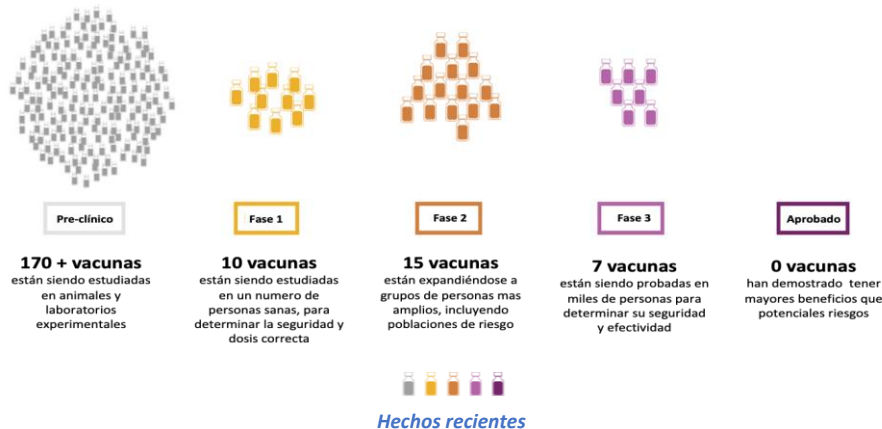 Pre-clínico
Fase 1
Fase 2
Fase 3
Aprobado
170 + vacunas
están siendo estudiadas
en animales y
laboratorios
experimentales
10 vacunas
están siendo estudiadas
en un numero de
personas sanas, para
determinar la seguridad y
dosis correcta
15 vacunas
están expandiéndose a
grupos de personas mas
amplios, incluyendo
poblaciones de riesgo
7 vacunas
están siendo probadas en
miles de personas para
determinar su seguridad
y efectividad
0 vacunas
han demostrado tener
mayores beneficios que
potenciales riesgos
Hechos recientes